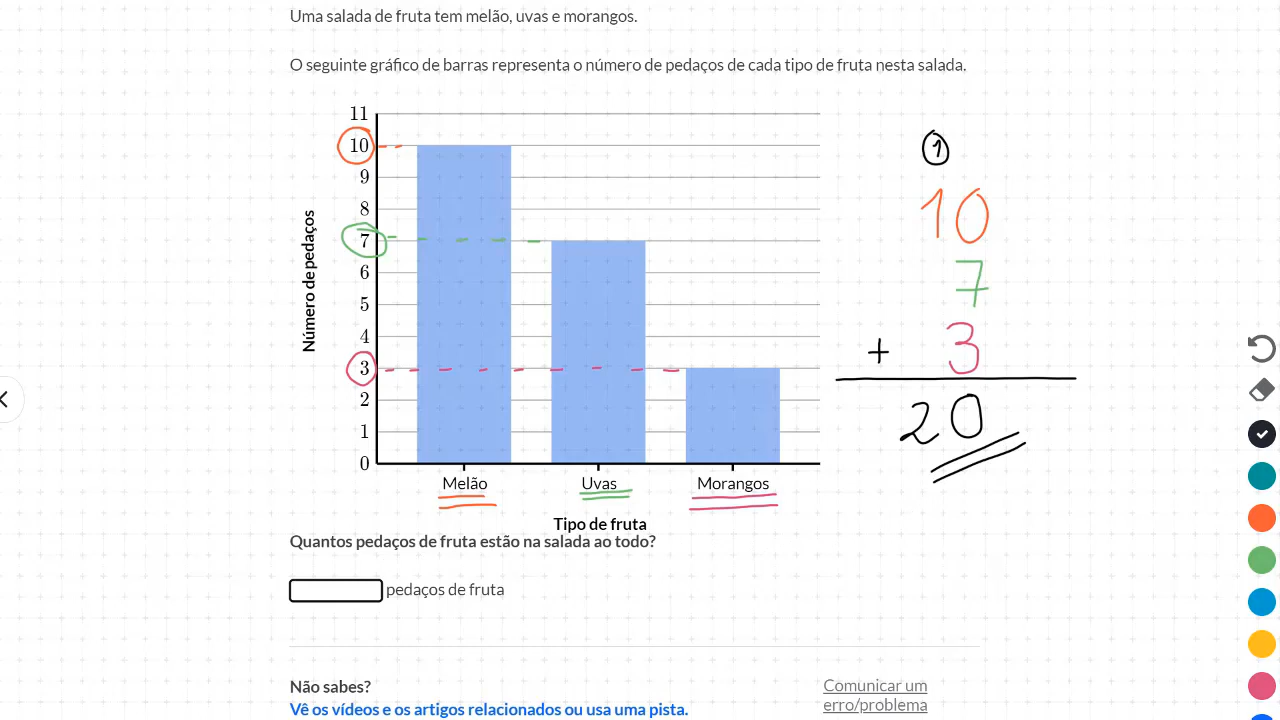 Uma salada de fruta tem melão, uvas e morangos.
O seguinte gráfico de barras representa o número de pedaços de cada tipo de fruta nesta salada.
11
10
9
8
7
6
5
4
3
2
1
0
Número de pedaços
Melão Uvas Morangos
Tipo de fruta
1
10
7
+ 3
20
Quantos pedaços de fruta estão na salada ao todo?
pedaços de fruta
Não sabes?
Vê os vídeos e os artigos relacionados ou usa uma pista.
Comunicar um
erro/problema